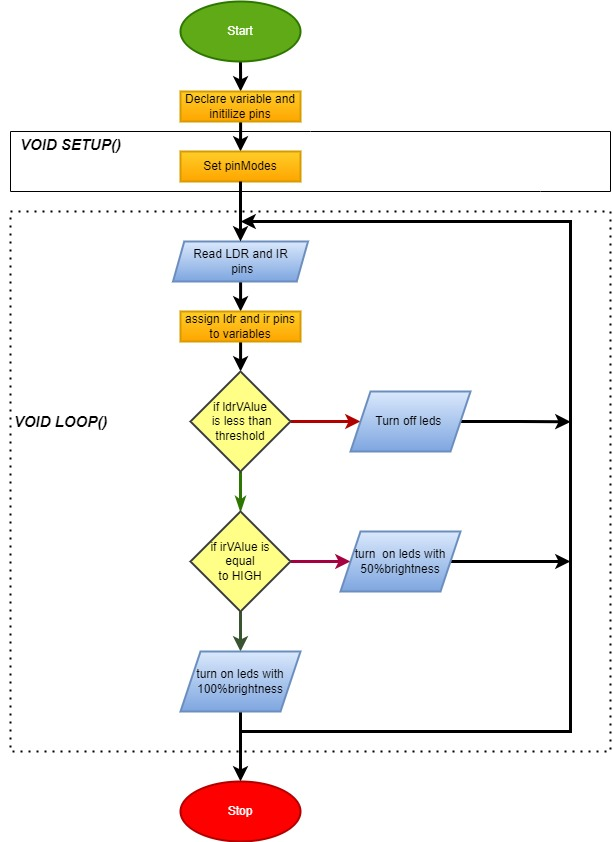 Start
Declare variable and
initilize pins
VOID SETUP()
Set pinModes
Read LDR and IR
pins
assign ldr and ir pins
to variables
VOID LOOP()
if ldrVAlue
is less than
threshold
Turn off leds
if irVAlue is
equal
to HIGH
turn on leds with
50%brightness
turn on leds with
100%brightness
Stop